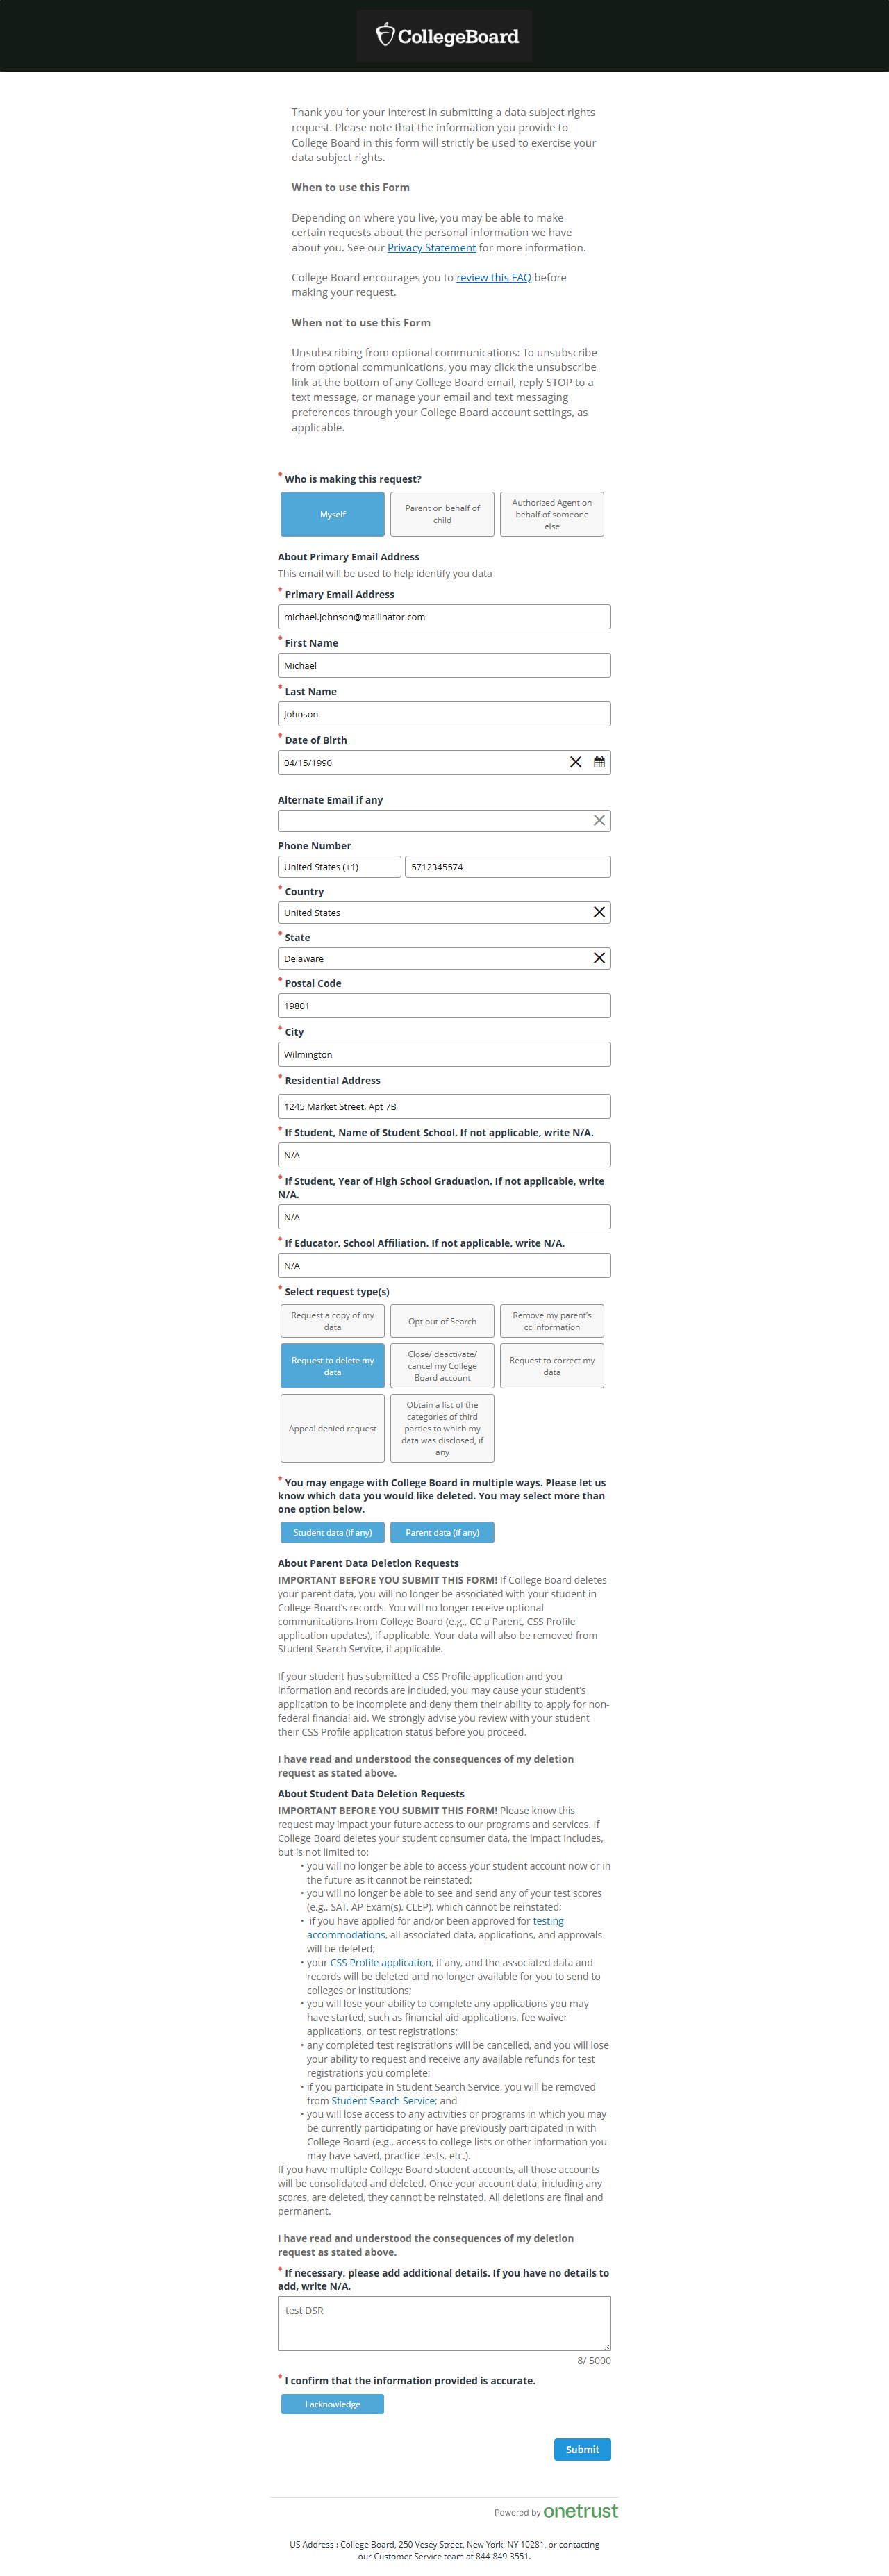 CollegeBoard
Thank you for your interest in submitting a data subject rights
request. Please note that the information you provide to
College Board in this form will strictly be used to exercise your
data subject rights.
When to use this Form
Depending on where you live, you may be able to make
certain requests about the personal information we have
about you. See our Privacy Statement for more information.
College Board encourages you to review this FAQ before
making your request.
When not to use this Form
Unsubscribing from optional communications: To unsubscribe
from optional communications, you may click the unsubscribe
link at the bottom of any College Board email, reply STOP to a
text message, or manage your email and text messaging
preferences through your College Board account settings, as
applicable.
* Who is making this request?
Myself
Parent on behalf of
child
Authorized Agent on
behalf of someone
else
About Primary Email Address
This email will be used to help identify you data
* Primary Email Address
michael.johnson@mailinator.com
* First Name
Michael
* Last Name
Johnson
* Date of Birth
04/15/1990
Alternate Email if any
Phone Number
United States (+1) 5712345574
* Country
United States
* State
Delaware
* Postal Code
19801
* City
Wilmington
* Residential Address
1245 Market Street, Apt 7B
* If Student, Name of Student School. If not applicable, write N/A.
N/A
* If Student, Year of High School Graduation. If not applicable, write
N/A.
N/A
* If Educator, School Affiliation. If not applicable, write N/A.
N/A
* Select request type(s)
Request a copy of my
data
Opt out of Search
Remove my parent's
cc information
Request to delete my
data
Close/ deactivate/
cancel my College
Board account
Request to correct my
data
Appeal denied request
Obtain a list of the
categories of third
parties to which my
data was disclosed, if
any
* You may engage with College Board in multiple ways. Please let us
know which data you would like deleted. You may select more than
one option below.
Student data (if any)
Parent data (if any)
About Parent Data Deletion Requests
IMPORTANT BEFORE YOU SUBMIT THIS FORM! If College Board deletes
your parent data, you will no longer be associated with your student in
College Board's records. You will no longer receive optional
communications from College Board (e.g., CC a Parent, CSS Profile
application updates), if applicable. Your data will also be removed from
Student Search Service, if applicable.
If your student has submitted a CSS Profile application and you
information and records are included, you may cause your student's
application to be incomplete and deny them their ability to apply for non-
federal financial aid. We strongly advise you review with your student
their CSS Profile application status before you proceed.
I have read and understood the consequences of my deletion
request as stated above.
About Student Data Deletion Requests
IMPORTANT BEFORE YOU SUBMIT THIS FORM! Please know this
request may impact your future access to our programs and services. If
College Board deletes your student consumer data, the impact includes,
but is not limited to:
• you will no longer be able to access your student account now or in
the future as it cannot be reinstated;
• you will no longer be able to see and send any of your test scores
(e.g., SAT, AP Exam(s), CLEP), which cannot be reinstated;
• if you have applied for and/or been approved for testing
accommodations, all associated data, applications, and approvals
will be deleted;
• your CSS Profile application, if any, and the associated data and
records will be deleted and no longer available for you to send to
colleges or institutions;
• you will lose your ability to complete any applications you may
have started, such as financial aid applications, fee waiver
applications, or test registrations;
• any completed test registrations will be cancelled, and you will lose
your ability to request and receive any available refunds for test
registrations you complete;
• if you participate in Student Search Service, you will be removed
from Student Search Service; and
• you will lose access to any activities or programs in which you may
be currently participating or have previously participated in with
College Board (e.g., access to college lists or other information you
may have saved, practice tests, etc.).
If you have multiple College Board student accounts, all those accounts
will be consolidated and deleted. Once your account data, including any
scores, are deleted, they cannot be reinstated. All deletions are final and
permanent.
I have read and understood the consequences of my deletion
request as stated above.
* If necessary, please add additional details. If you have no details to
add, write N/A.
test DSR
8/ 5000
* I confirm that the information provided is accurate.
I acknowledge
Submit
Powered by onetrust
US Address : College Board, 250 Vesey Street, New York, NY 10281, or contacting
our Customer Service team at 844-849-3551.